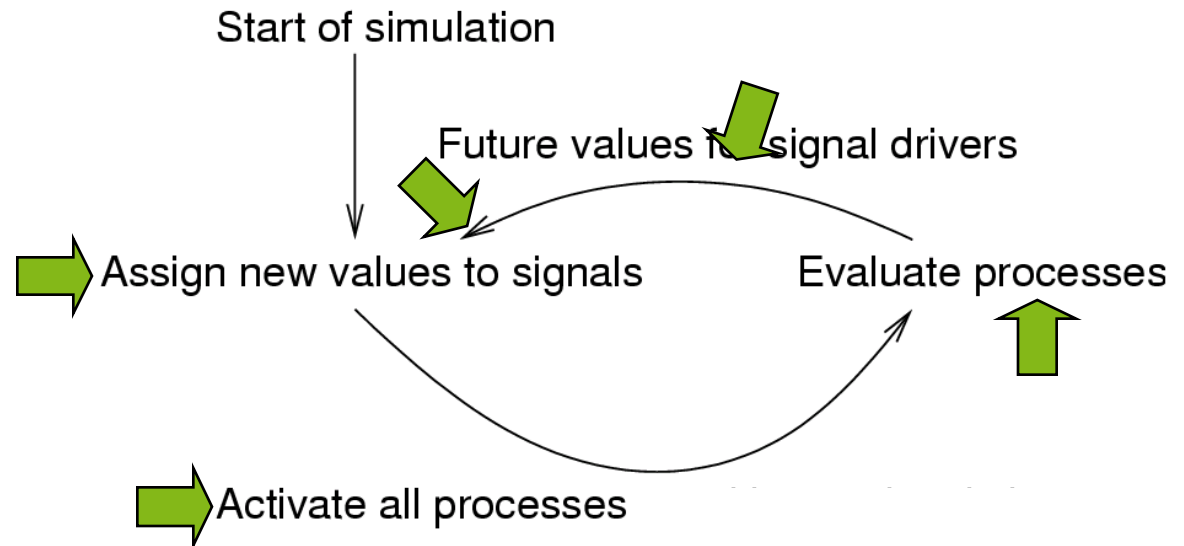 Start of simulation
Future values signal drivers
Assign new values to signals
Evaluate processes
Activate all processes